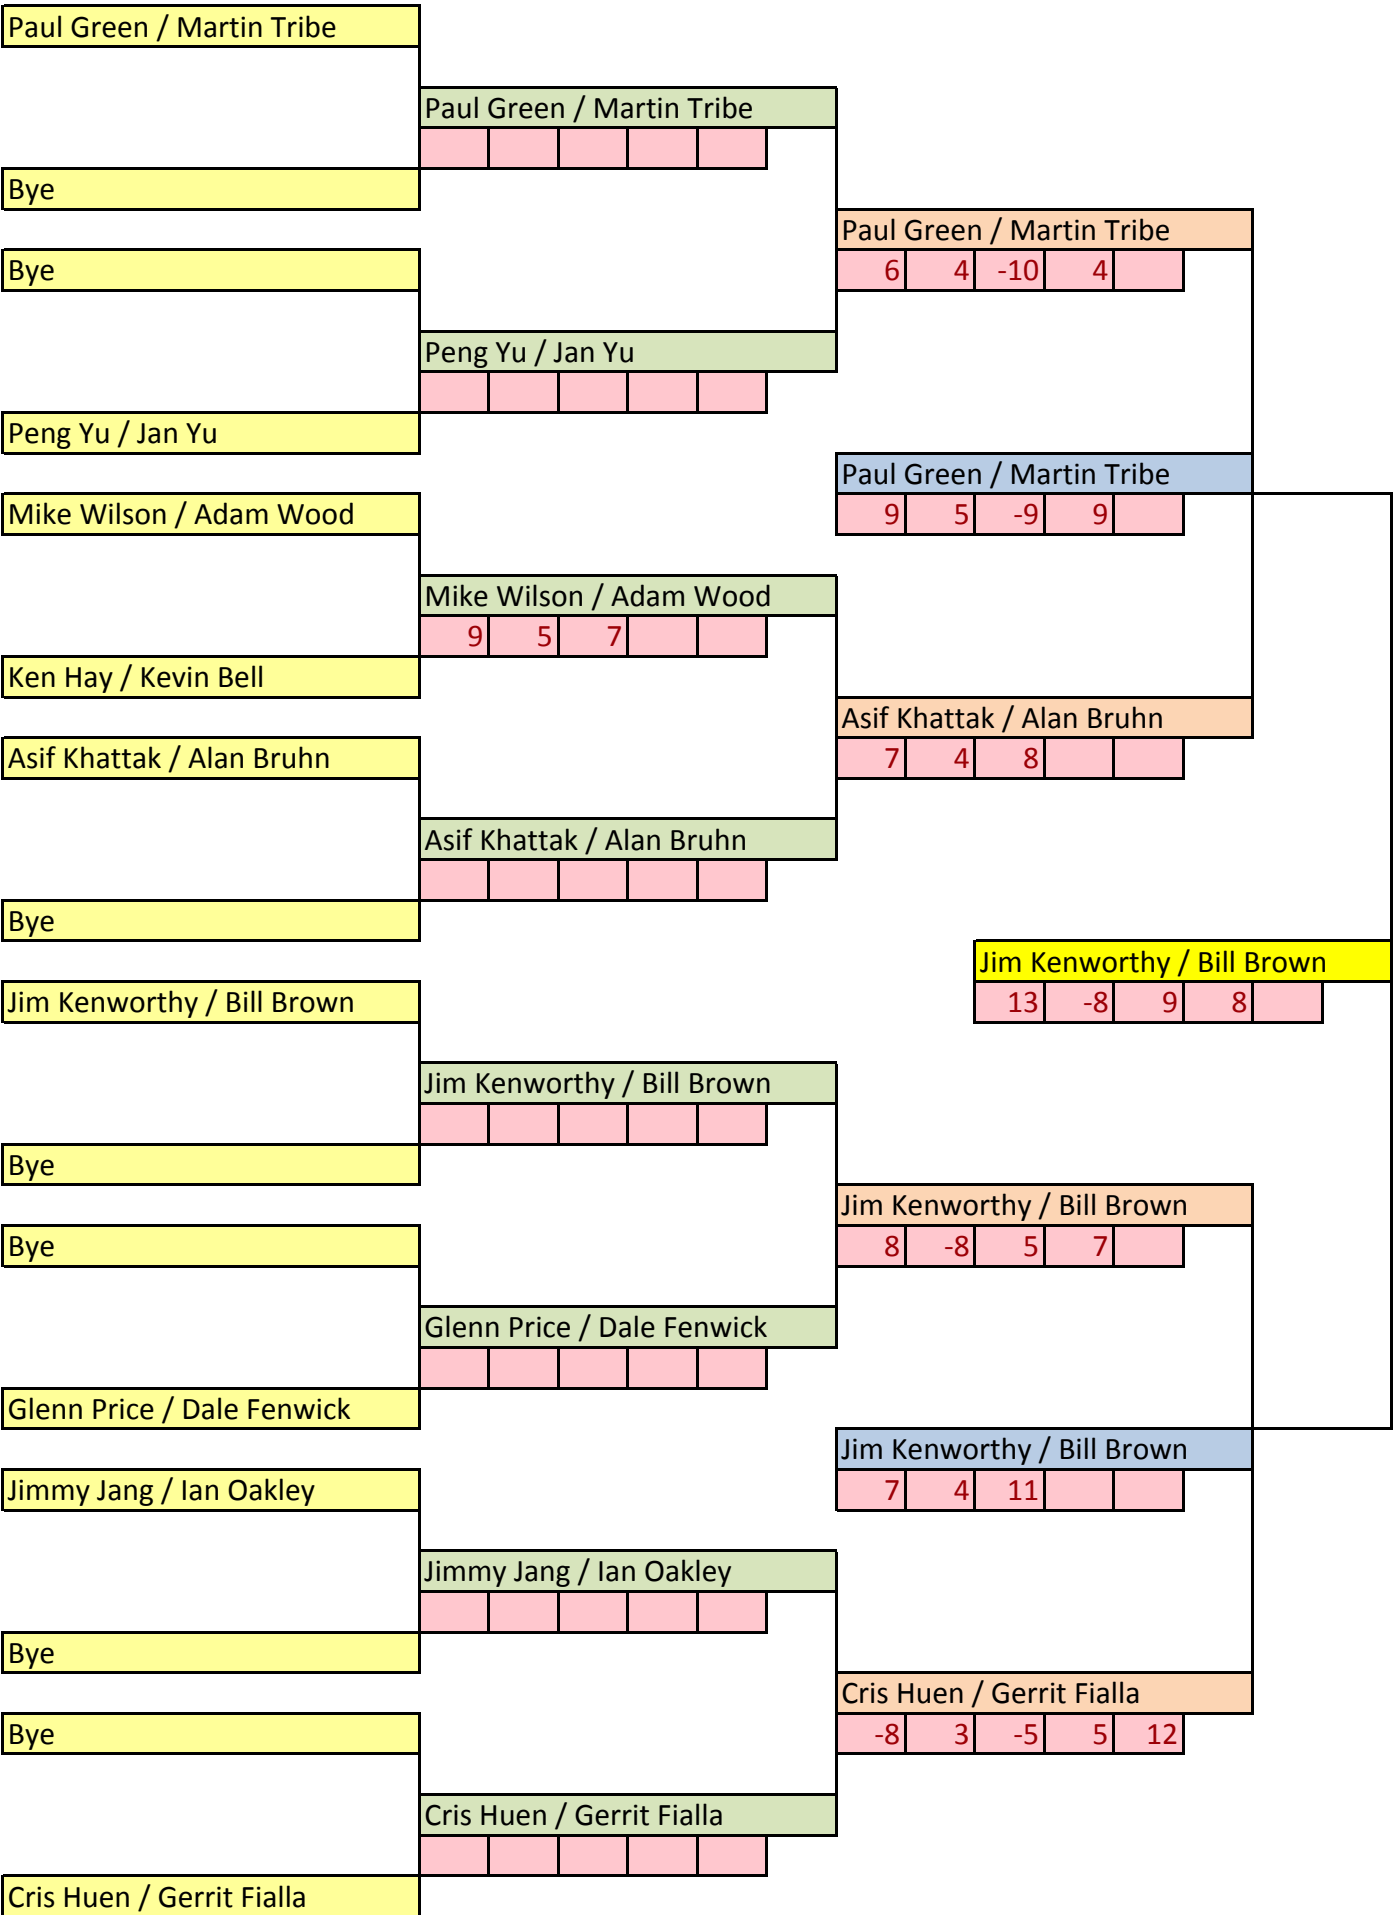 Paul Green / Martin Tribe
Paul Green / Martin Tribe
Bye
Paul Green / Martin Tribe
Bye
6 4 -10 4
Peng Yu / Jan Yu
Peng Yu / Jan Yu
Paul Green / Martin Tribe
Mike Wilson / Adam Wood
9 5 -9 9
Mike Wilson / Adam Wood
9 5 7
Ken Hay / Kevin Bell
Asif Khattak / Alan Bruhn
Asif Khattak / Alan Bruhn
7 4 8
Asif Khattak / Alan Bruhn
Bye
Jim Kenworthy / Bill Brown
Jim Kenworthy / Bill Brown
13 -8 9 8
Jim Kenworthy / Bill Brown
Bye
Jim Kenworthy / Bill Brown
Bye
8 -8 5 7
Glenn Price / Dale Fenwick
Glenn Price / Dale Fenwick
Jim Kenworthy / Bill Brown
Jimmy Jang / Ian Oakley
7 4 11
Jimmy Jang / Ian Oakley
Bye
Cris Huen / Gerrit Fialla
Bye
-8 3 -5 5 12
Cris Huen / Gerrit Fialla
Cris Huen / Gerrit Fialla